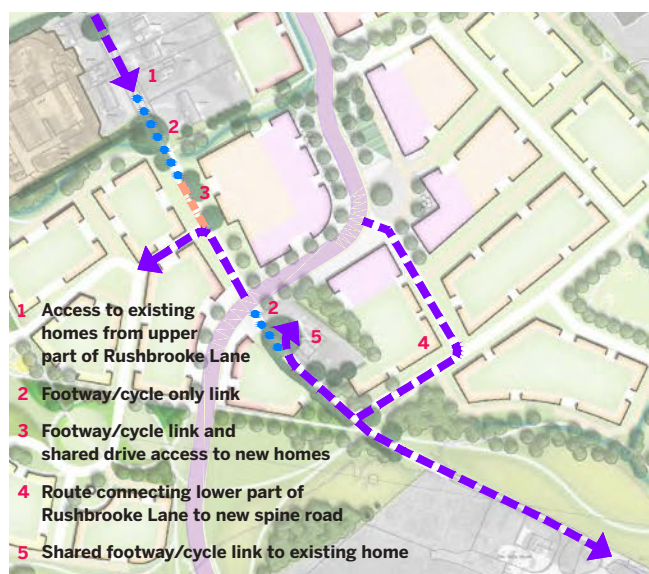 1
2
3
2
5
4
1 Access to existing
homes from upper
part of Rushbrooke Lane
2 Footway/cycle only link
3 Footway/cycle link and
shared drive access to new homes
4 Route connecting lower part of
Rushbrooke Lane to new spine road
5 Shared footway/cycle link to existing home